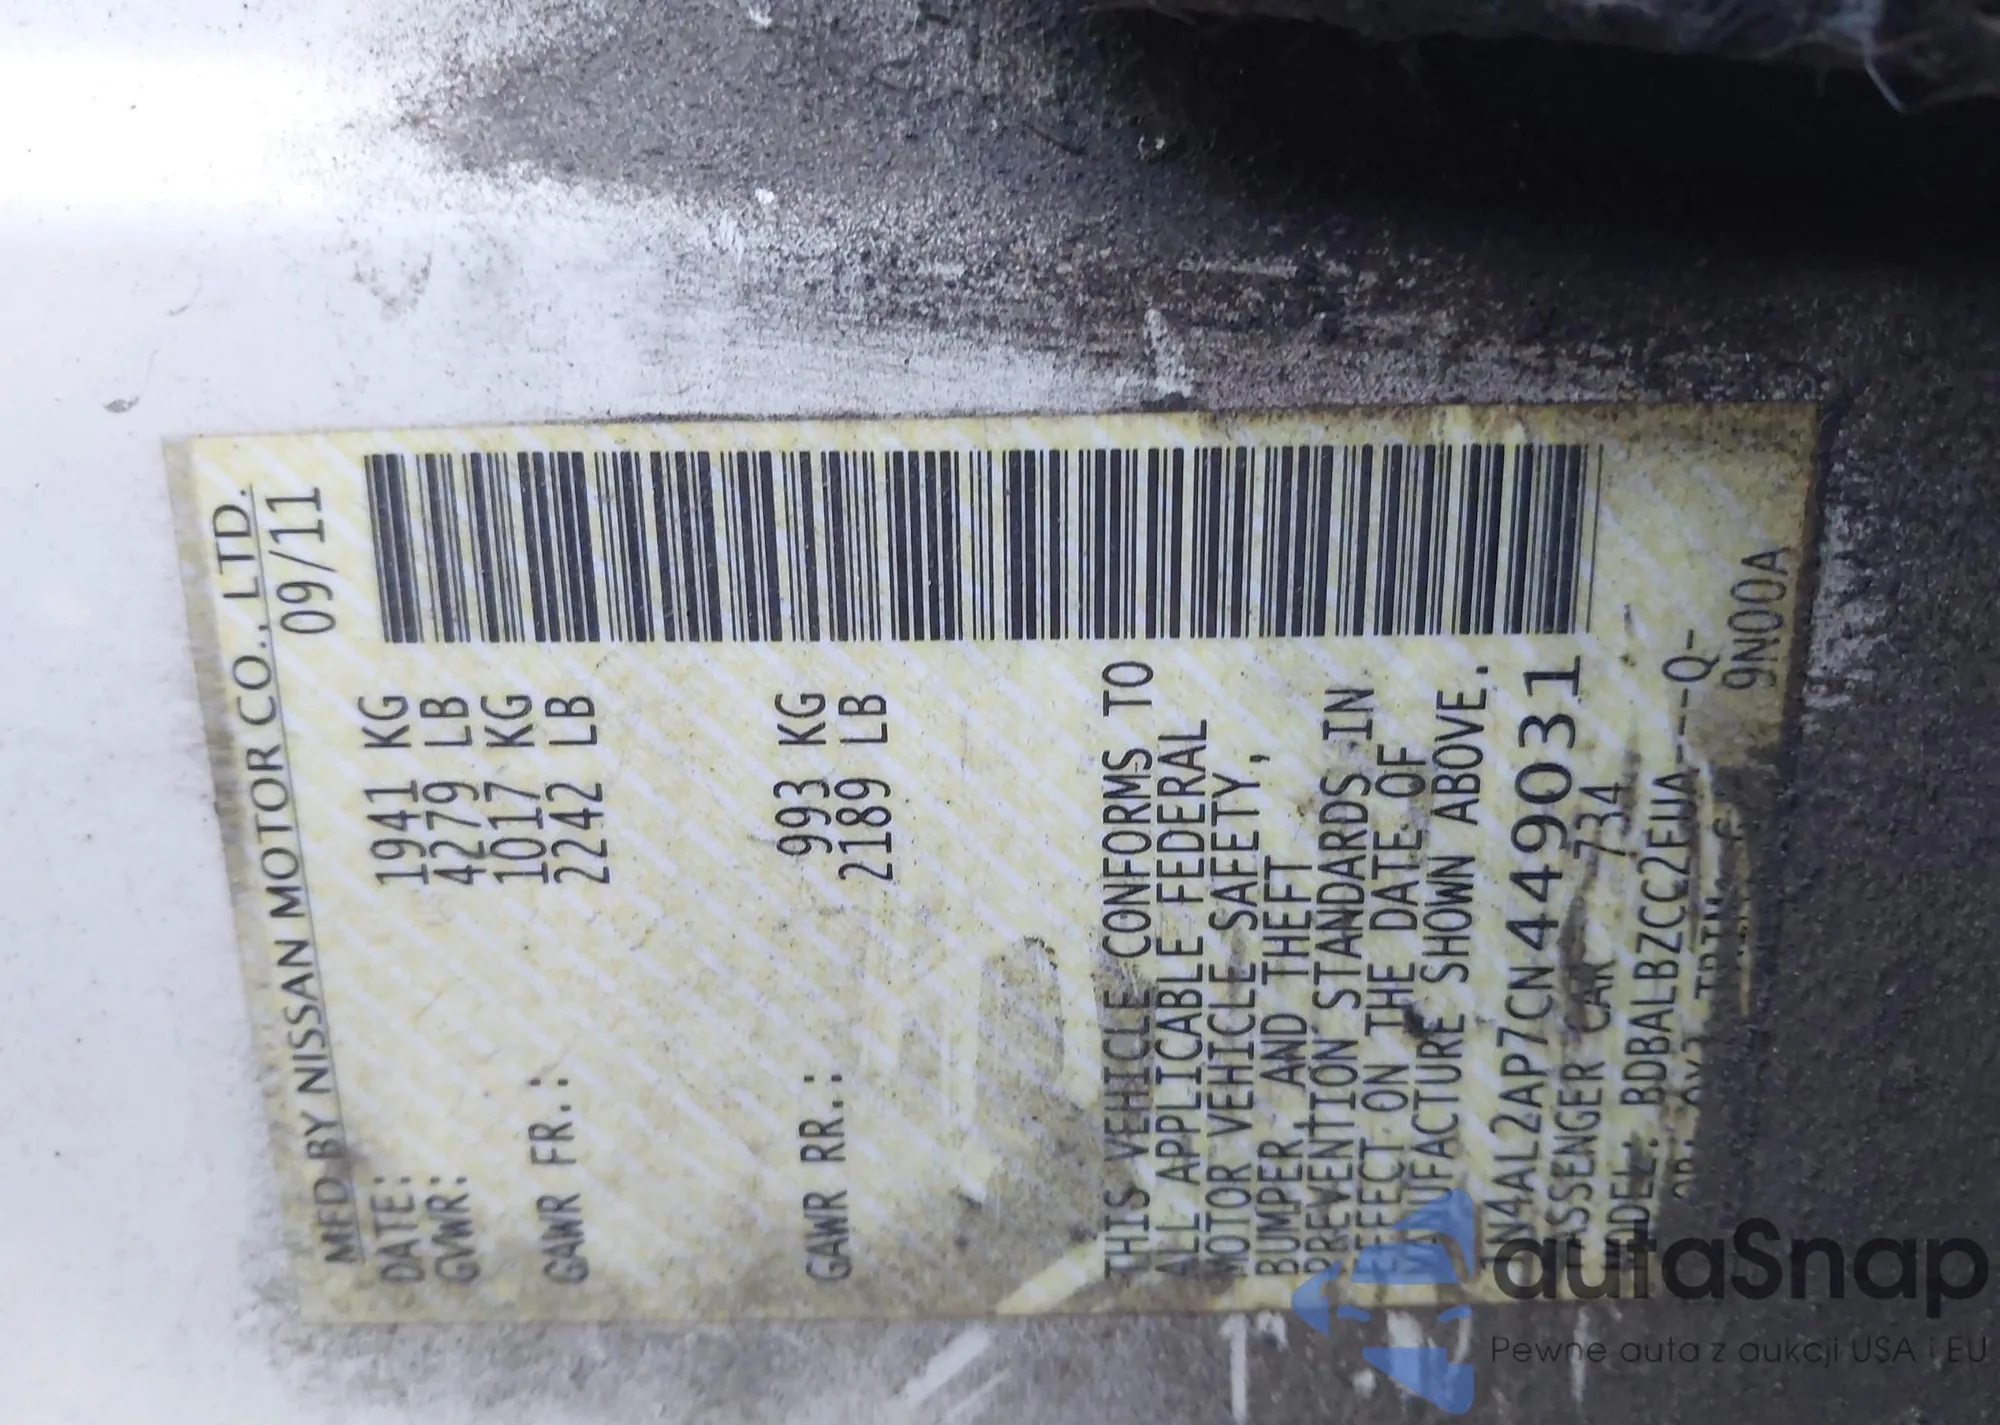 MFD BY NISSAN MOTOR CO., LTD.
DATE: 09/11
GVWR: 1941 KG
4279 LB
GAWR FR.: 1017 KG
2242 LB
GAWR RR.: 993 KG
2189 LB
THIS VEHICLE CONFORMS TO
ALL APPLICABLE FEDERAL
MOTOR VEHICLE SAFETY,
BUMPER, AND THEFT
PREVENTION STANDARDS IN
EFFECT ON THE DATE OF
MANUFACTURE SHOWN ABOVE.
1N4AL2AP7CN449031
PASSENGER CAR 734
MODEL: BDBALBZCC2EUA----Q-
TRIM:
9N00A
autaSnap
Pewne auta z aukcji USA i EU